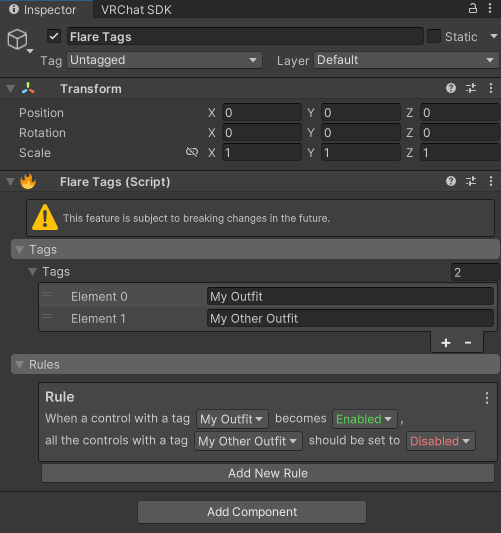 Inspector VRChat SDK
Flare Tags Static
Tag Untagged Layer Default
Transform
Position X 0 Y 0 Z 0
Rotation X 0 Y 0 Z 0
Scale X 1 Y 1 Z 1
Flare Tags (Script)
This feature is subject to breaking changes in the future.
Tags
Tags 2
Element 0 My Outfit
Element 1 My Other Outfit
+ -
Rules
Rule
When a control with a tag My Outfit becomes Enabled ,
all the controls with a tag My Other Outfit should be set to Disabled
Add New Rule
Add Component